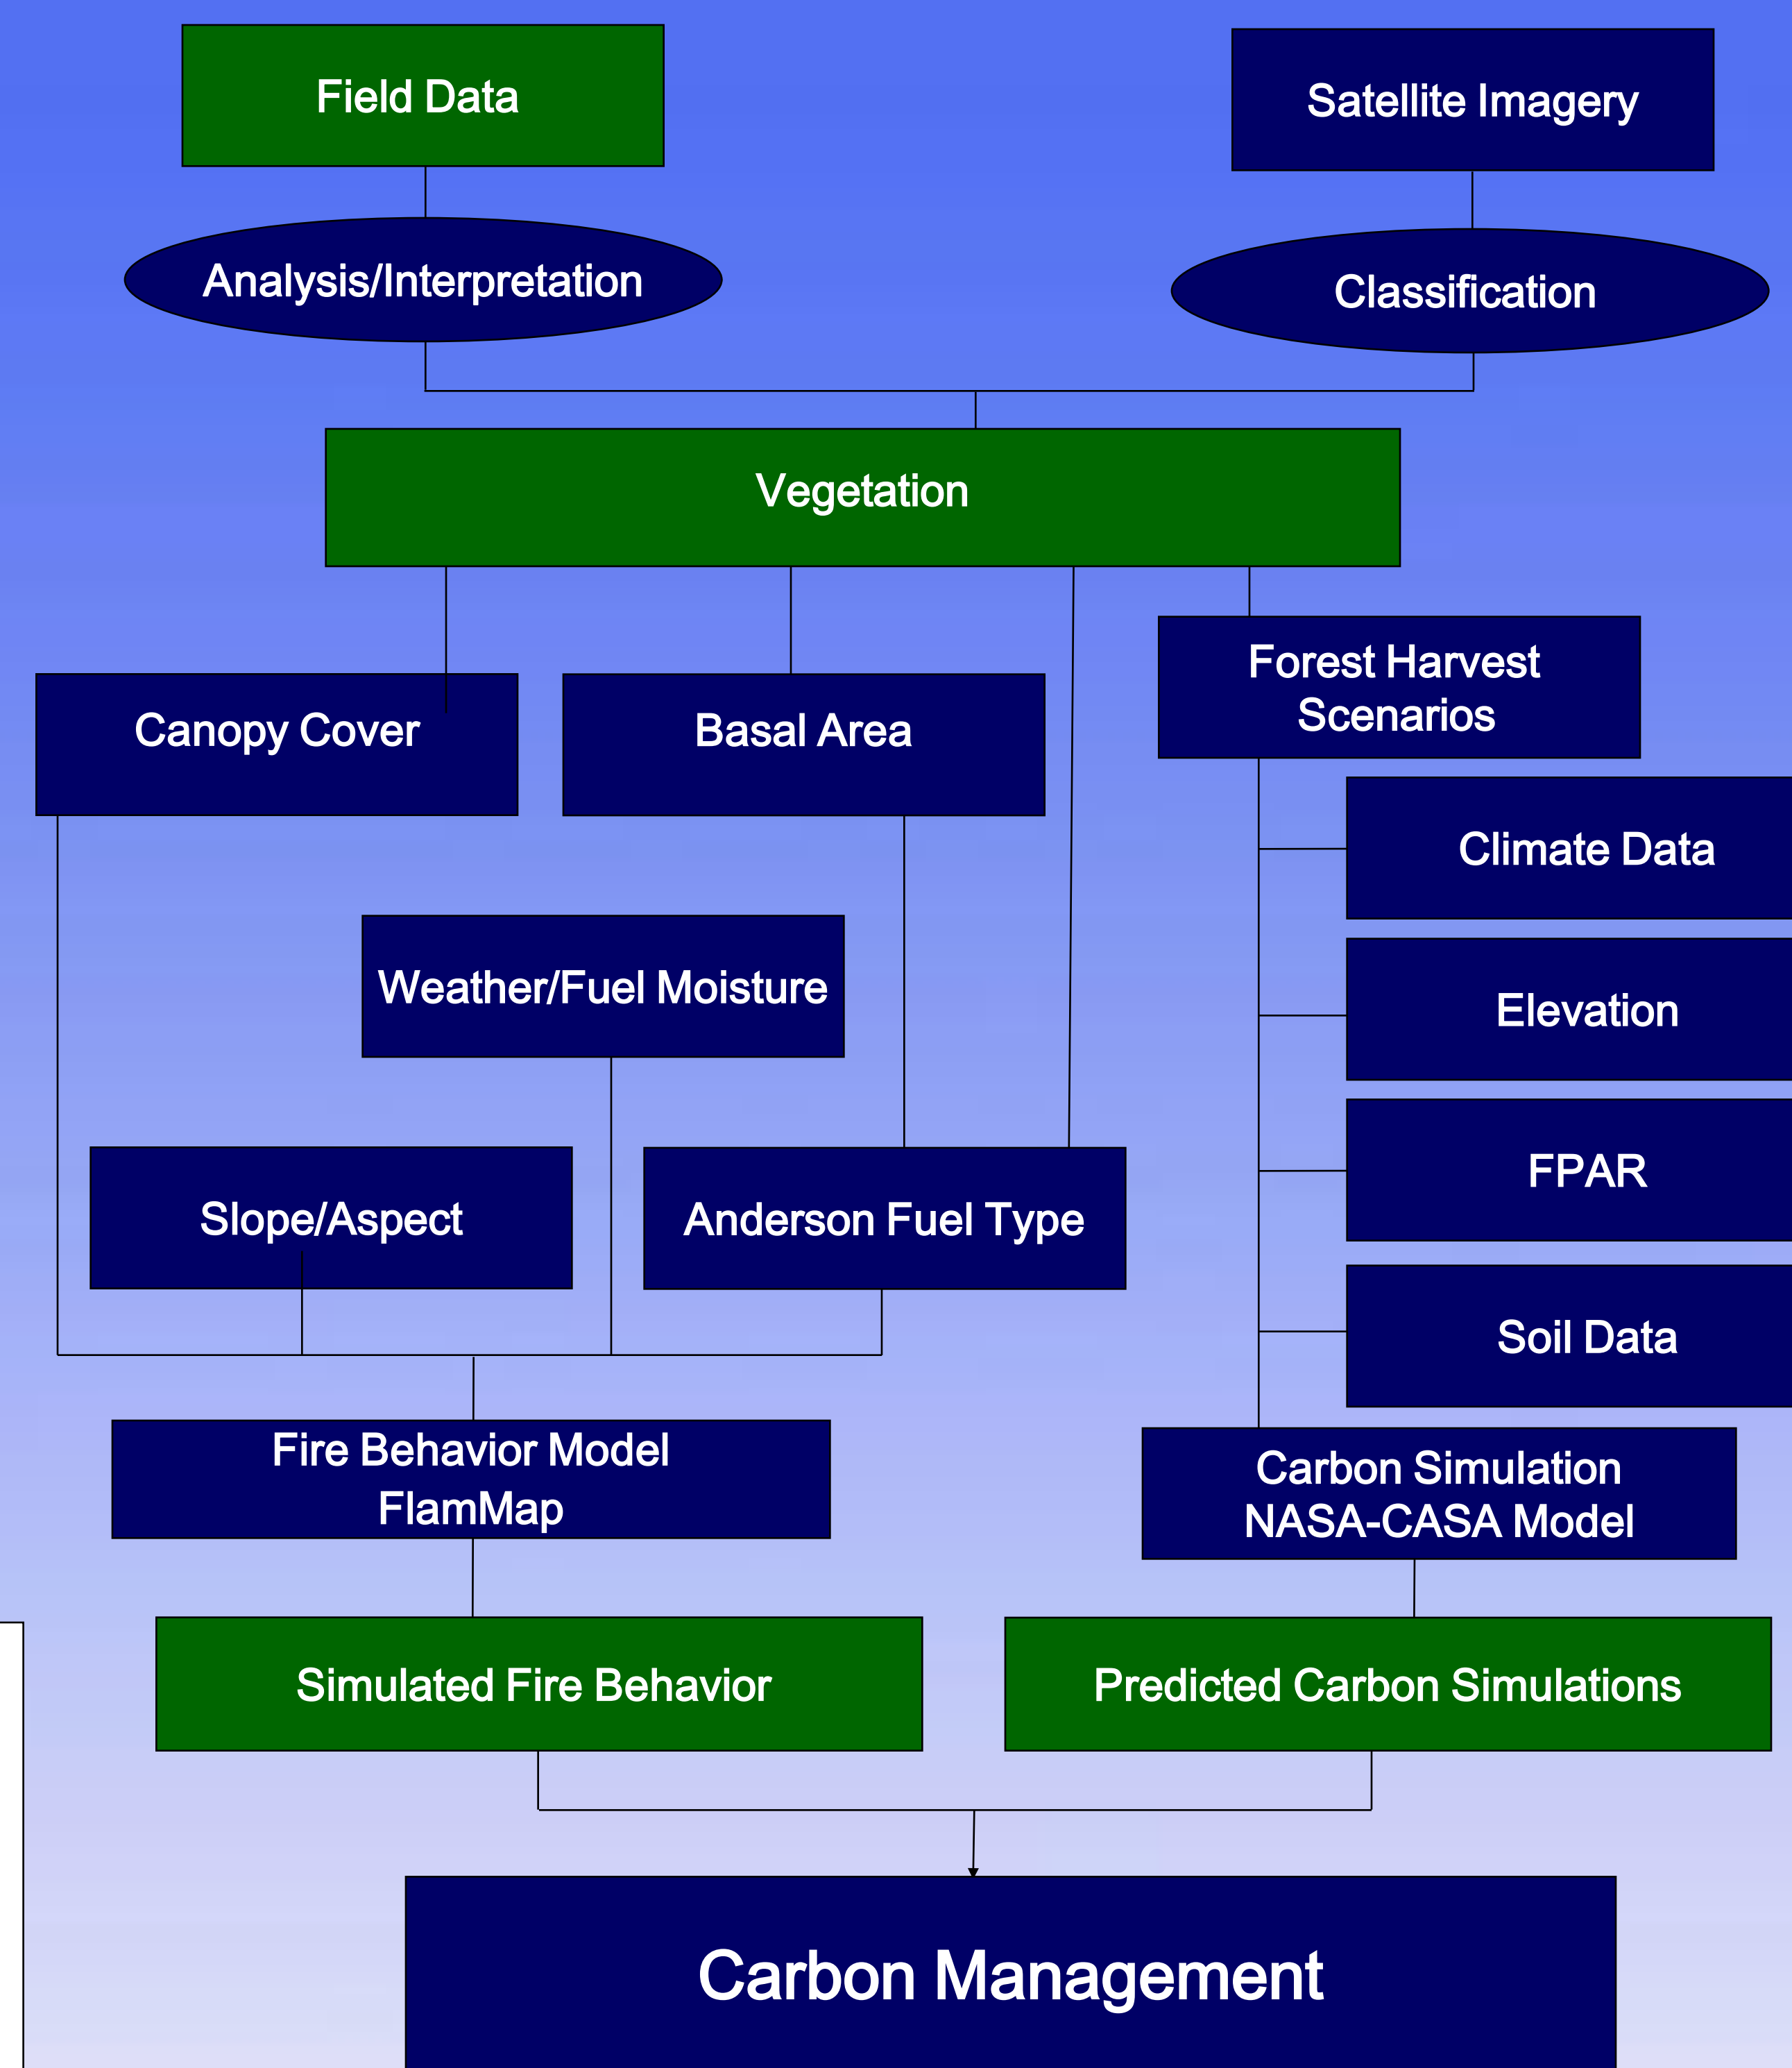 Field Data
Satellite Imagery
Analysis/Interpretation
Classification
Vegetation
Forest Harvest
Scenarios
Canopy Cover
Basal Area
Climate Data
Weather/Fuel Moisture
Elevation
FPAR
Slope/Aspect
Anderson Fuel Type
Soil Data
Fire Behavior Model
FlamMap
Carbon Simulation
NASA-CASA Model
Simulated Fire Behavior
Predicted Carbon Simulations
Carbon Management